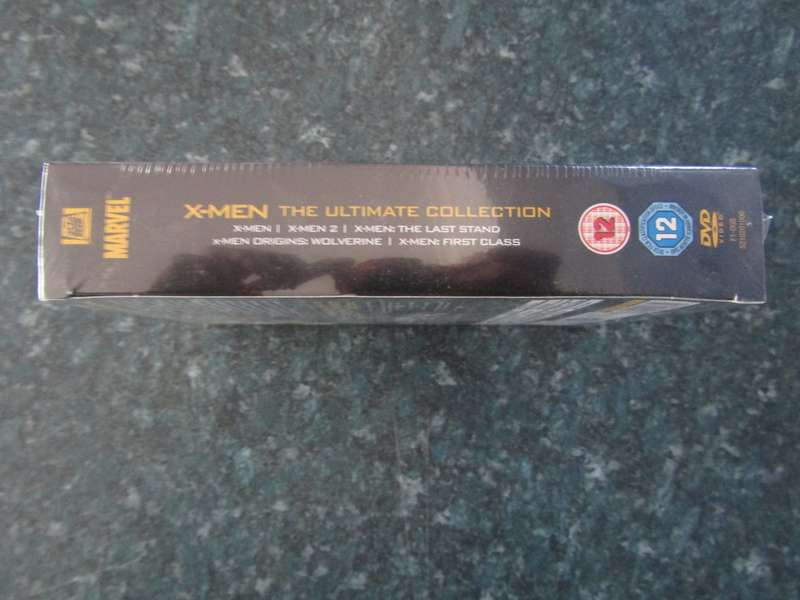 MARVEL
X-MEN THE ULTIMATE COLLECTION
X-MEN | X-MEN 2 | X-MEN: THE LAST STAND
X-MEN ORIGINS: WOLVERINE | X-MEN: FIRST CLASS
12
12
DVD
VIDEO